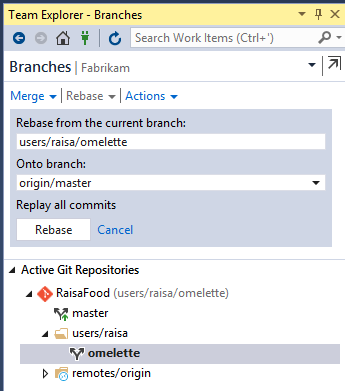 Team Explorer - Branches
Search Work Items (Ctrl+')
Branches | Fabrikam
Merge Rebase Actions
Rebase from the current branch:
users/raisa/omelette
Onto branch:
origin/master
Replay all commits
Rebase Cancel
Active Git Repositories
RaisaFood (users/raisa/omelette)
master
users/raisa
omelette
remotes/origin